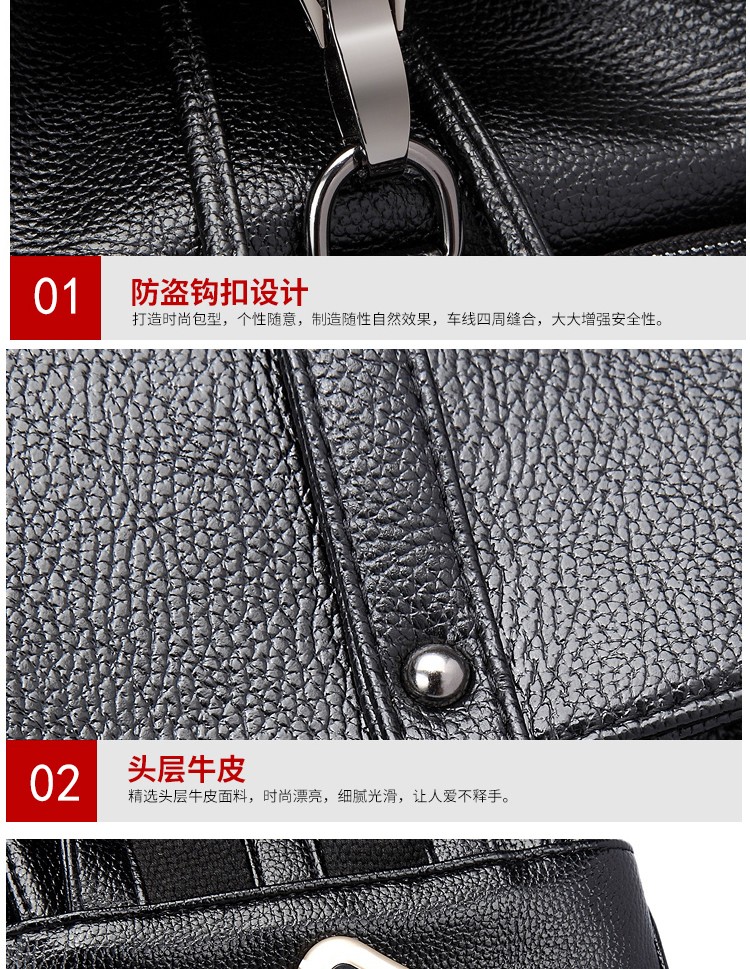 01
防盗钩扣设计
打造时尚包型，个性随意，制造随性自然效果，车线四周缝合，大大增强安全性。
02
头层牛皮
精选头层牛皮面料，时尚漂亮，细腻光滑，让人爱不释手。